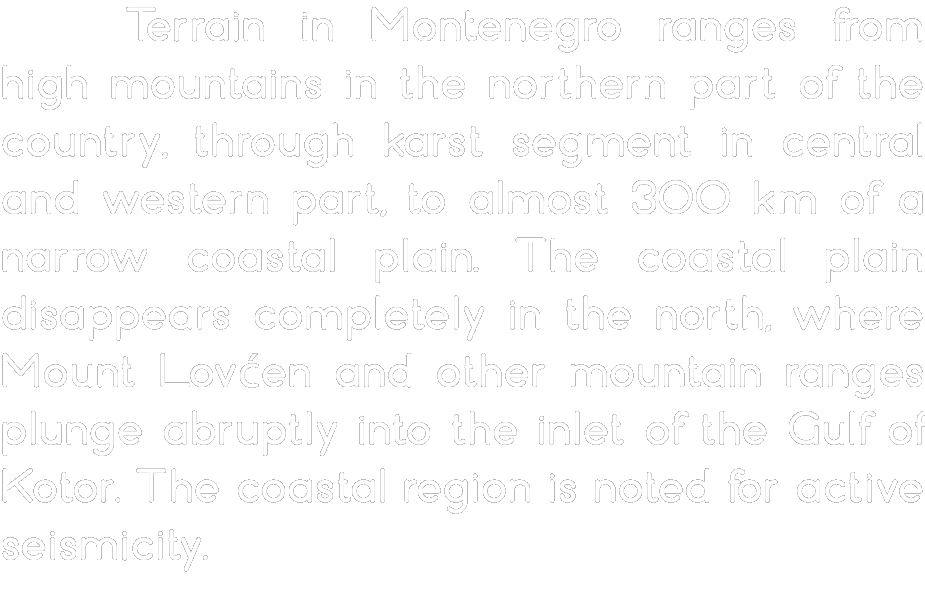 Terrain in Montenegro ranges from
high mountains in the northern part of the
country, through karst segment in central
and western part, to almost 300 km of a
narrow coastal plain. The coastal plain
disappears completely in the north, where
Mount Lovćen and other mountain ranges
plunge abruptly into the inlet of the Gulf of
Kotor. The coastal region is noted for active
seismicity.